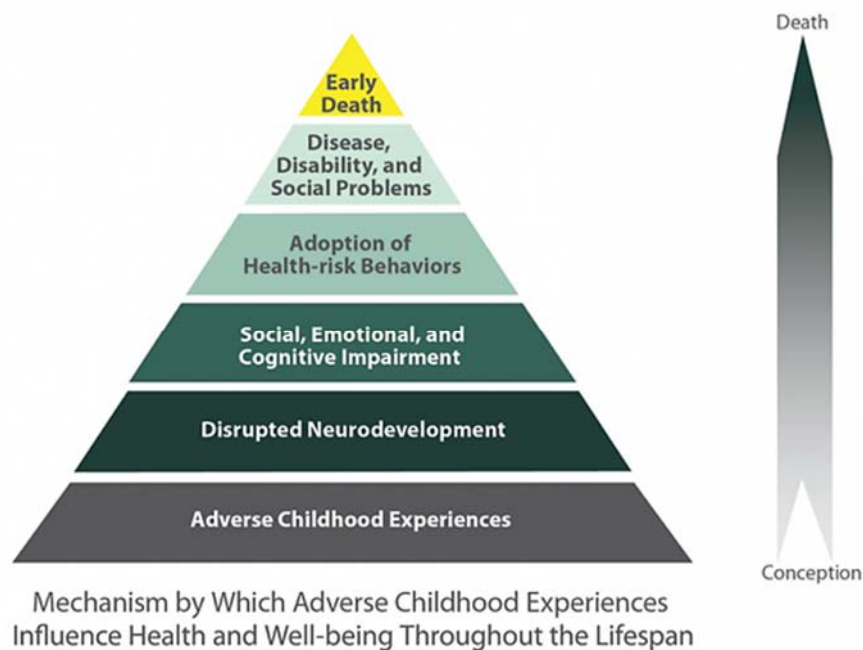 Early
Death
Disease,
Disability, and
Social Problems
Adoption of
Health-risk Behaviors
Social, Emotional, and
Cognitive Impairment
Disrupted Neurodevelopment
Adverse Childhood Experiences
Mechanism by Which Adverse Childhood Experiences
Influence Health and Well-being Throughout the Lifespan
Death
Conception